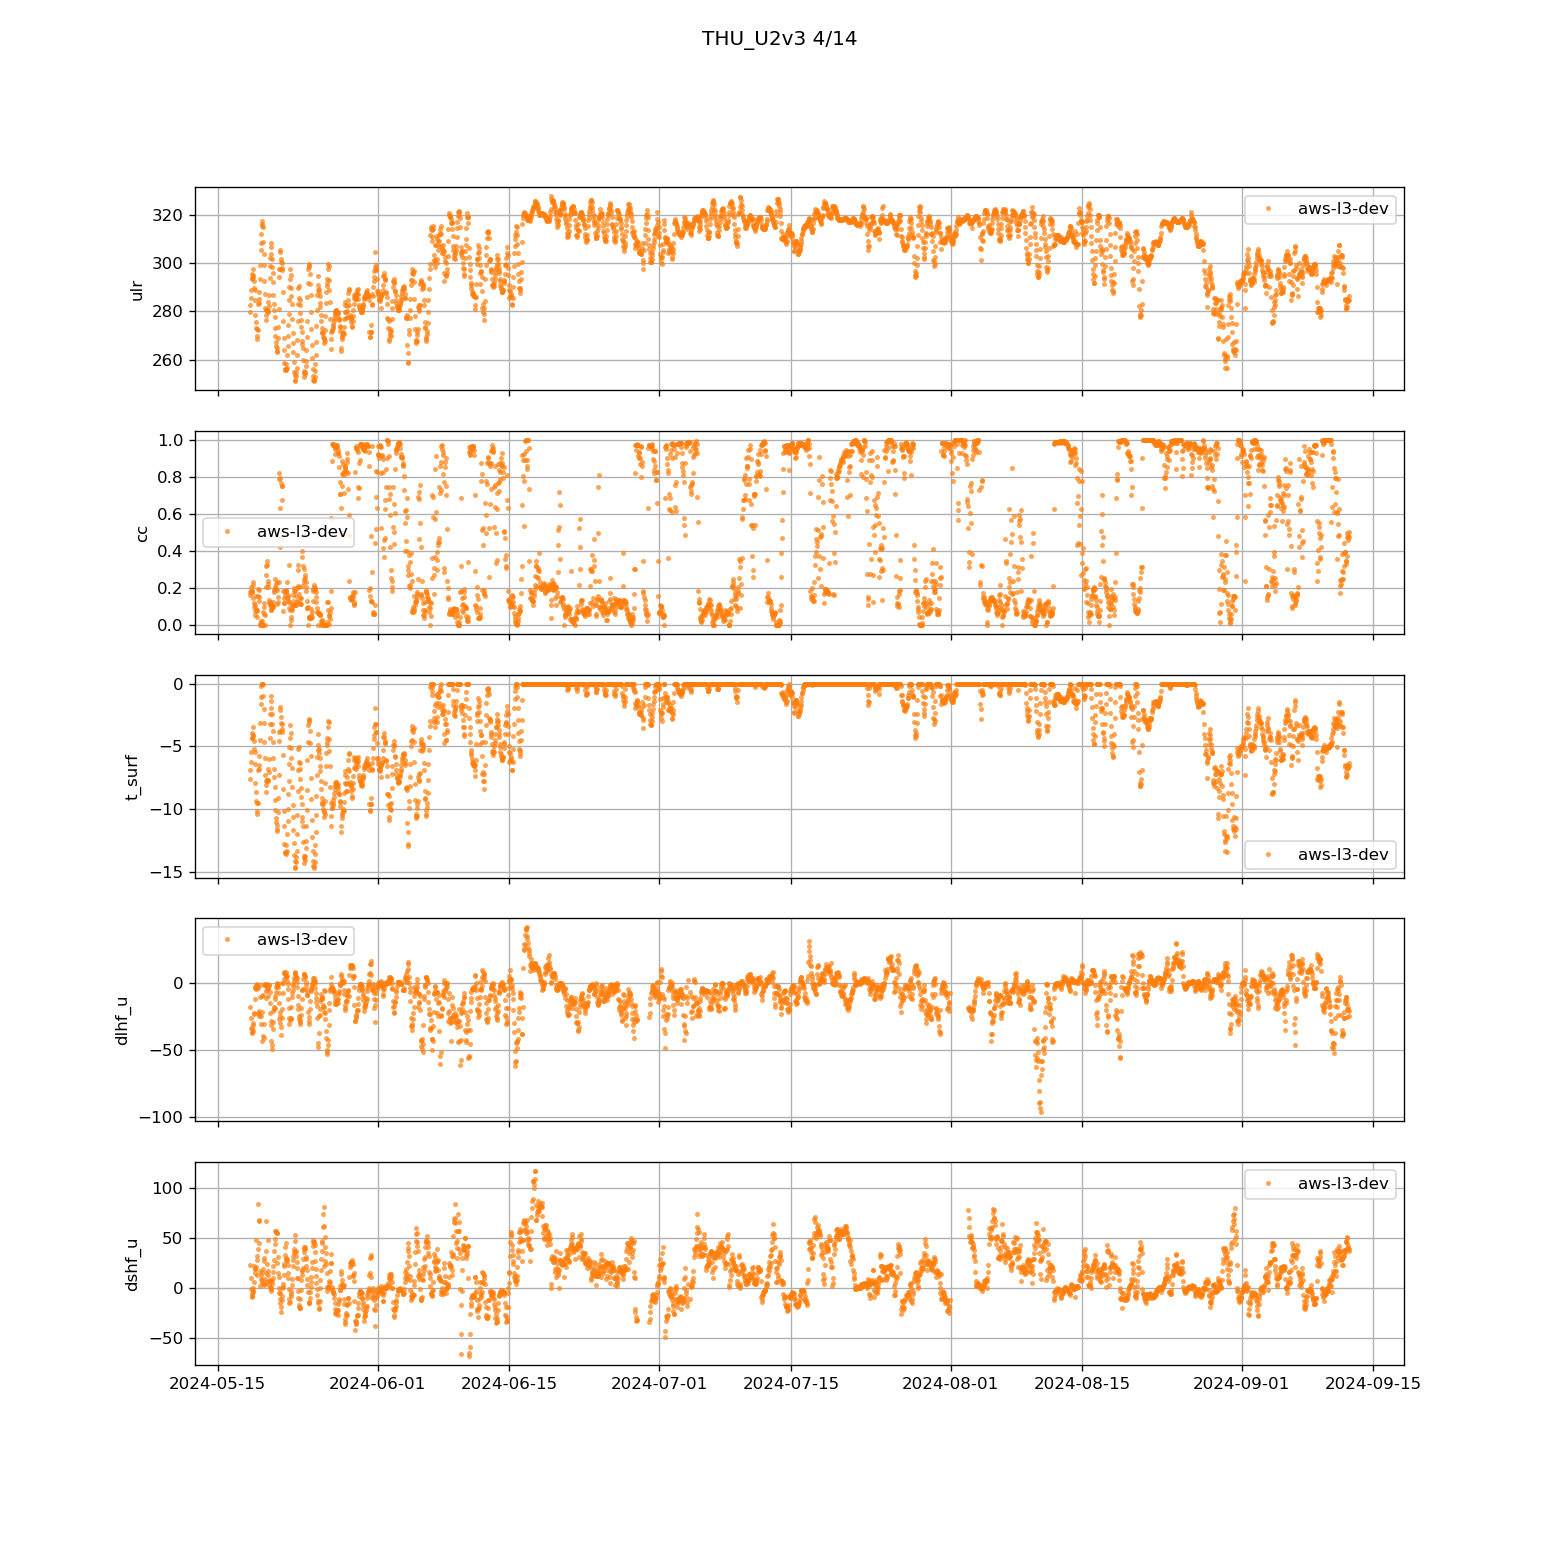 THU_U2v3 4/14
320
300
280
260
ulr
aws-l3-dev
1.0
0.8
0.6
0.4
0.2
0.0
cc
aws-l3-dev
0
−5
−10
−15
t_surf
aws-l3-dev
0
−50
−100
dlhf_u
aws-l3-dev
100
50
0
−50
dshf_u
aws-l3-dev
2024-05-15 2024-06-01 2024-06-15 2024-07-01 2024-07-15 2024-08-01 2024-08-15 2024-09-01 2024-09-15